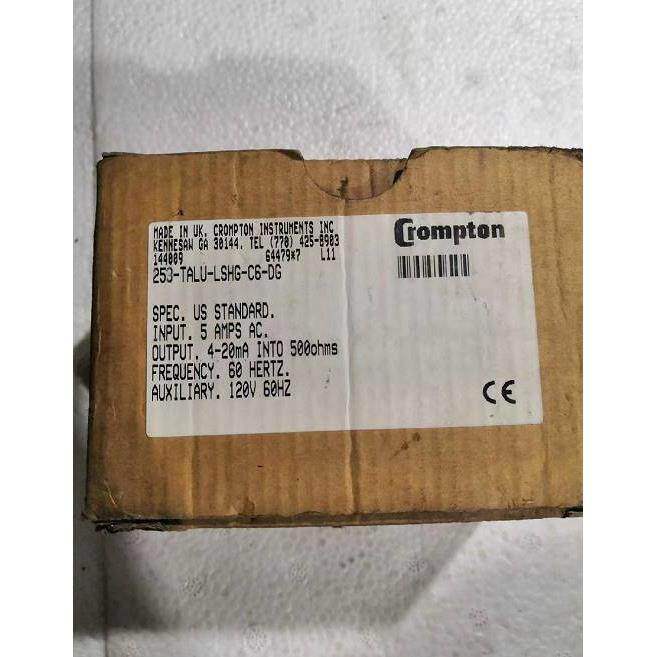 MADE IN UK. CROMPTON INSTRUMENTS INC
KENNESAW GA 30144. TEL (770) 425-8903
144009 64479*7 L11
253-TALU-LSHG-C6-DG
Crompton
SPEC. US STANDARD.
INPUT. 5 AMPS AC.
OUTPUT. 4-20mA INTO 500ohms
FREQUENCY. 60 HERTZ.
AUXILIARY. 120V 60HZ
CE